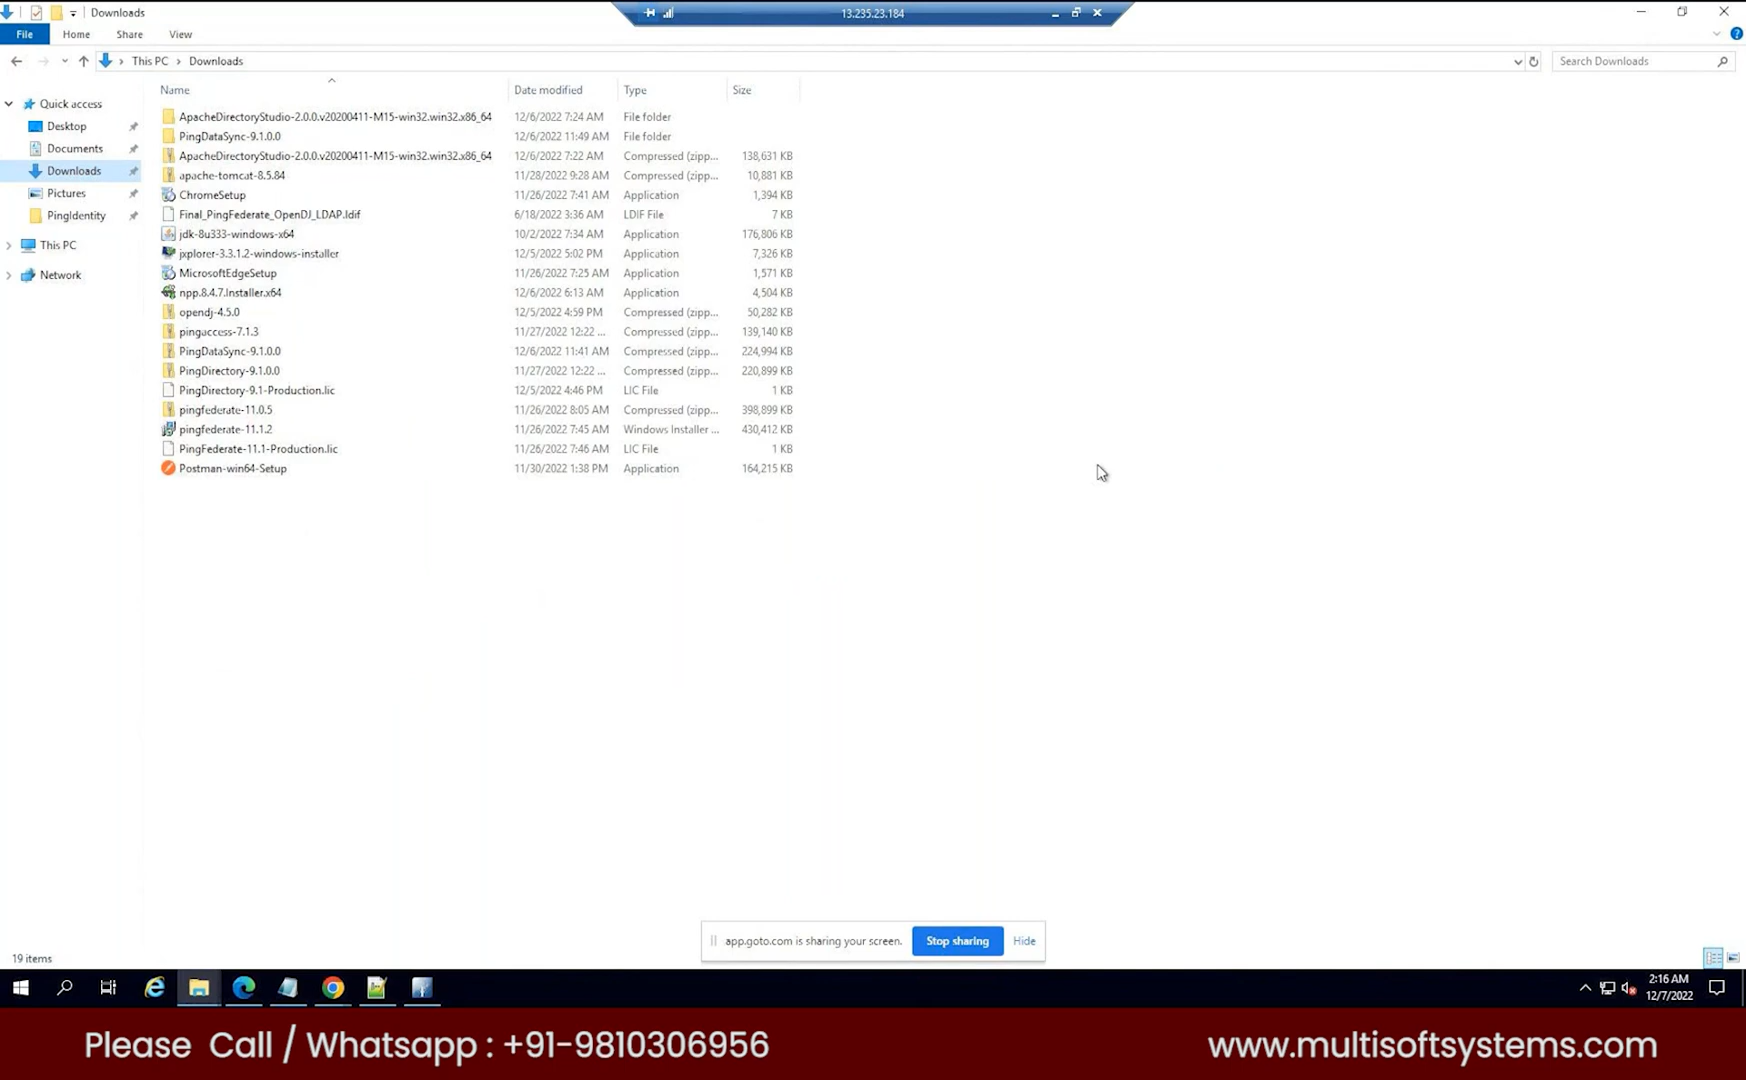 Downloads
13.235.23.184
File Home Share View
This PC Downloads
Search Downloads
Name Date modified Type Size
Quick access
Desktop
Documents
Downloads
Pictures
PingIdentity
This PC
Network
ApacheDirectoryStudio-2.0.0.v20200411-M15-win32.win32.x86_64 12/6/2022 7:24 AM File folder
PingDataSync-9.1.0.0 12/6/2022 11:49 AM File folder
ApacheDirectoryStudio-2.0.0.v20200411-M15-win32.win32.x86_64 12/6/2022 7:22 AM Compressed (zipp... 138,631 KB
apache-tomcat-8.5.84 11/28/2022 9:28 AM Compressed (zipp... 10,881 KB
ChromeSetup 11/26/2022 7:41 AM Application 1,394 KB
Final_PingFederate_OpenDJ_LDAP.ldif 6/18/2022 3:36 AM LDIF File 7 KB
jdk-8u333-windows-x64 10/2/2022 7:34 AM Application 176,806 KB
jxplorer-3.3.1.2-windows-installer 12/5/2022 5:02 PM Application 7,326 KB
MicrosoftEdgeSetup 11/26/2022 7:25 AM Application 1,571 KB
npp.8.4.7.Installer.x64 12/6/2022 6:13 AM Application 4,504 KB
opendj-4.5.0 12/5/2022 4:59 PM Compressed (zipp... 50,282 KB
pingaccess-7.1.3 11/27/2022 12:22 ... Compressed (zipp... 139,140 KB
PingDataSync-9.1.0.0 12/6/2022 11:41 AM Compressed (zipp... 224,994 KB
PingDirectory-9.1.0.0 11/27/2022 12:22 ... Compressed (zipp... 220,899 KB
PingDirectory-9.1-Production.lic 12/5/2022 4:46 PM LIC File 1 KB
pingfederate-11.0.5 11/26/2022 8:05 AM Compressed (zipp... 398,899 KB
pingfederate-11.1.2 11/26/2022 7:45 AM Windows Installer ... 430,412 KB
PingFederate-11.1-Production.lic 11/26/2022 7:46 AM LIC File 1 KB
Postman-win64-Setup 11/30/2022 1:38 PM Application 164,215 KB
app.goto.com is sharing your screen. Stop sharing Hide
19 items
2:16 AM
12/7/2022
Please Call / Whatsapp : +91-9810306956
www.multisoftsystems.com